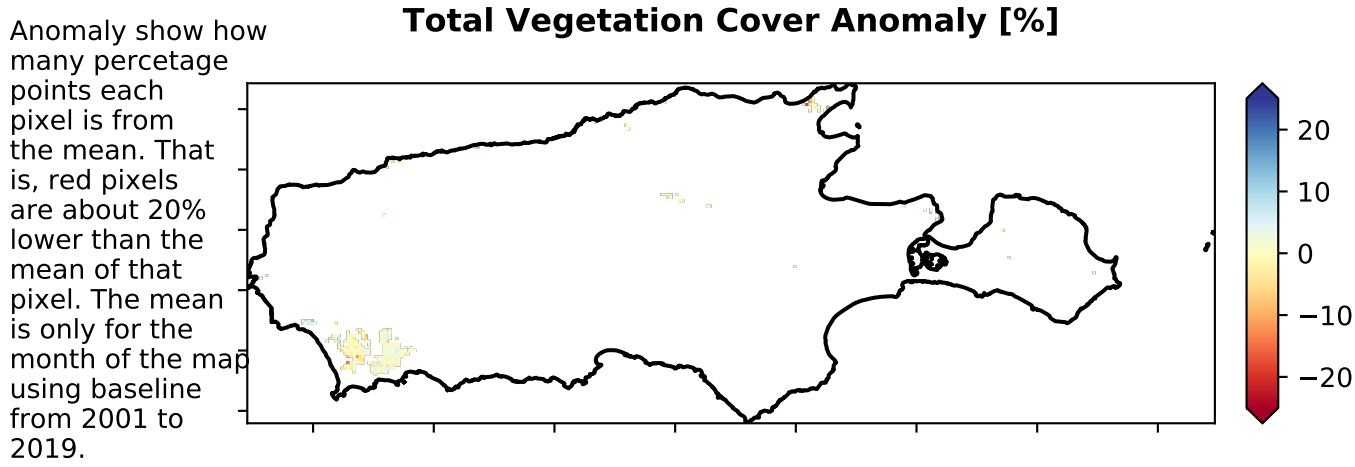 Total Vegetation Cover Anomaly [%]
Anomaly show how
many percetage
points each
pixel is from
the mean. That
is, red pixels
are about 20%
lower than the
mean of that
pixel. The mean
is only for the
month of the map
using baseline
from 2001 to
2019.
20
10
0
−10
−20